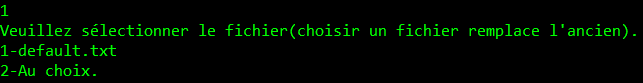 1
Veuillez sélectionner le fichier(choisir un fichier remplace l'ancien).
1-default.txt
2-Au choix.